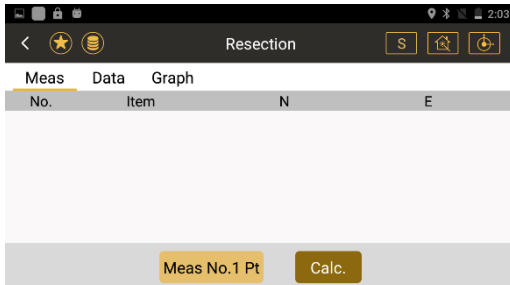 2:03
Resection
S
Meas Data Graph
No. Item N E
Meas No.1 Pt Calc.